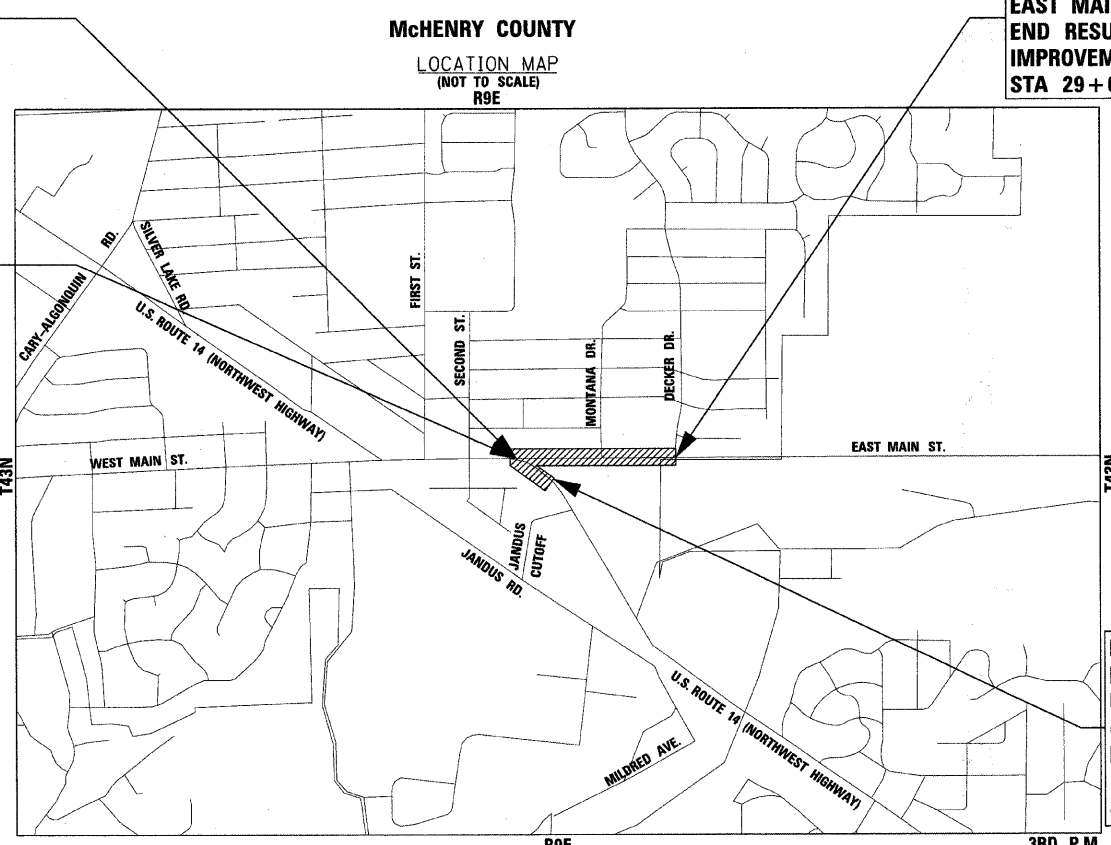 McHENRY COUNTY
LOCATION MAP
(NOT TO SCALE)
R9E
EAST MAI
END RESU
IMPROVEM
STA 29+
CARY-ALGONQUIN RD.
SILVER LAKE RD.
U.S. ROUTE 14 (NORTHWEST HIGHWAY)
FIRST ST.
SECOND ST.
MONTANA DR.
DECKER DR.
T43N
WEST MAIN ST.
EAST MAIN ST.
T43N
JANDUS RD.
JANDUS
CUTOFF
U.S. ROUTE 14 (NORTHWEST HIGHWAY)
MILDRED AVE.
R9E
3RD P.M.